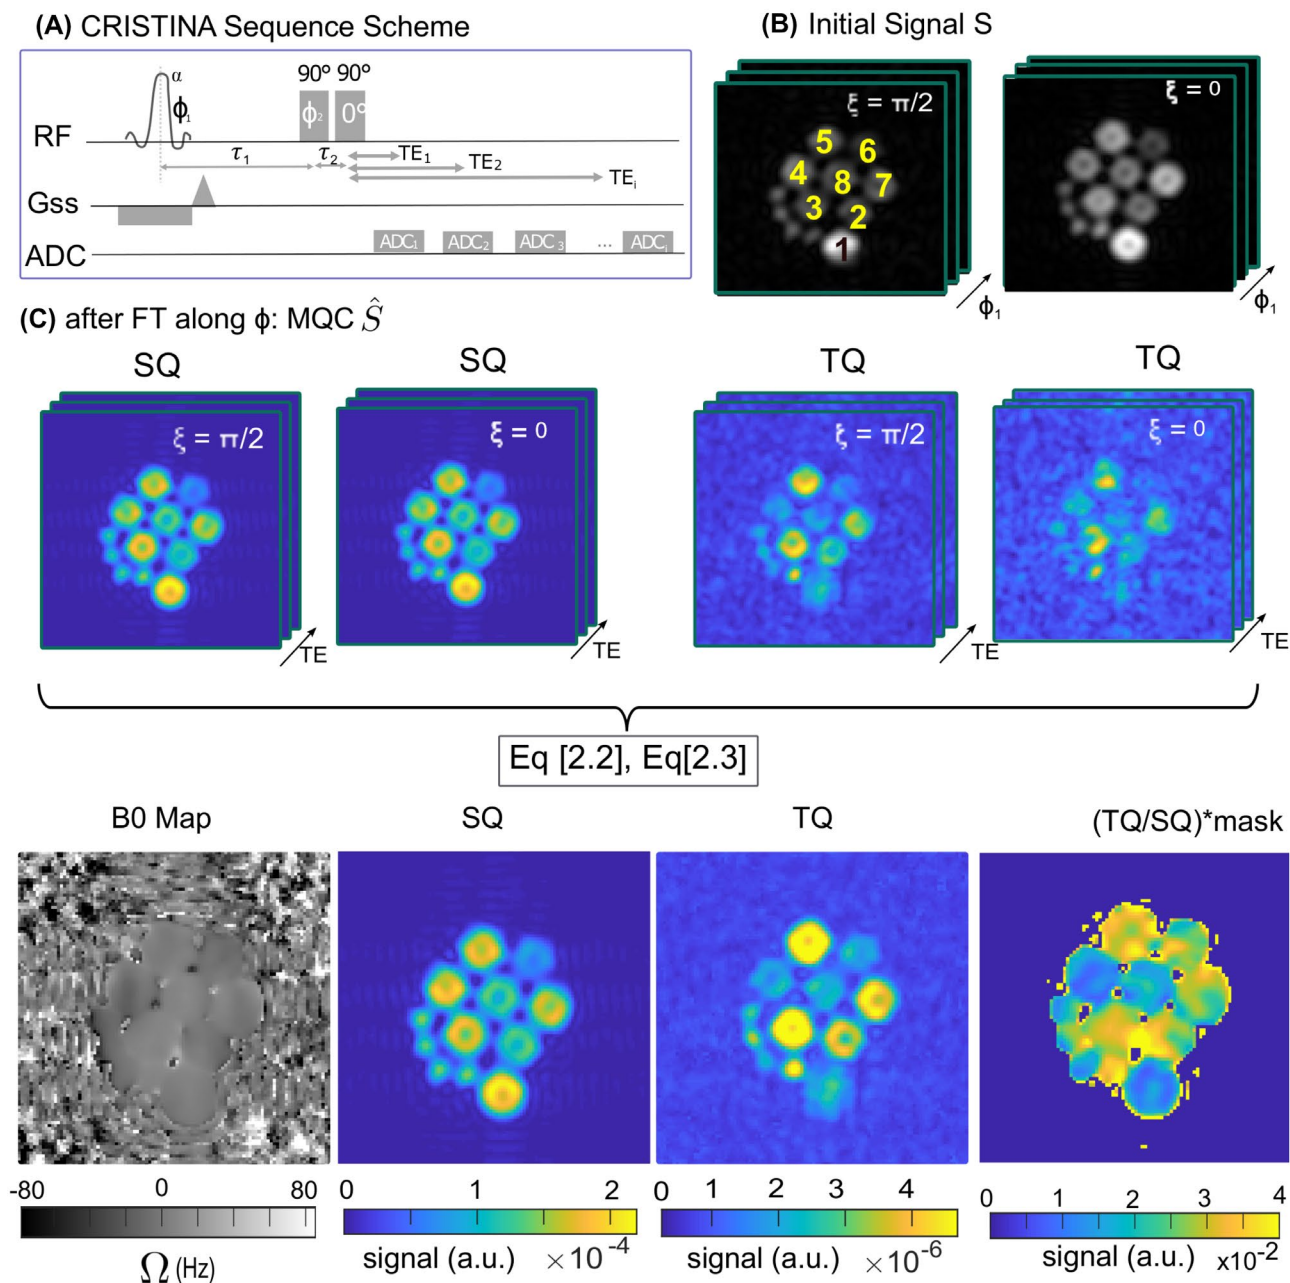 (A) CRISTINA Sequence Scheme
α
ϕ1
90° 90°
ϕ2 0°
RF
τ1 τ2 TE1
TE2
TEi
Gss
ADC
ADC1 ADC2 ADC3 ... ADCi
(B) Initial Signal S
ξ = π/2
5 6
4 8 7
3 2
1
ϕ1
ξ = 0
ϕ1
(C) after FT along ϕ: MQC Ŝ
SQ SQ TQ TQ
ξ = π/2
TE
ξ = 0
TE
ξ = π/2
TE
ξ = 0
TE
Eq [2.2], Eq[2.3]
B0 Map SQ TQ (TQ/SQ)*mask
-80 0 80
Ω (Hz)
0 1 2
signal (a.u.) ×10⁻⁴
0 1 2 3 4
signal (a.u.) ×10⁻⁶
0 1 2 3 4
signal (a.u.) x10⁻²